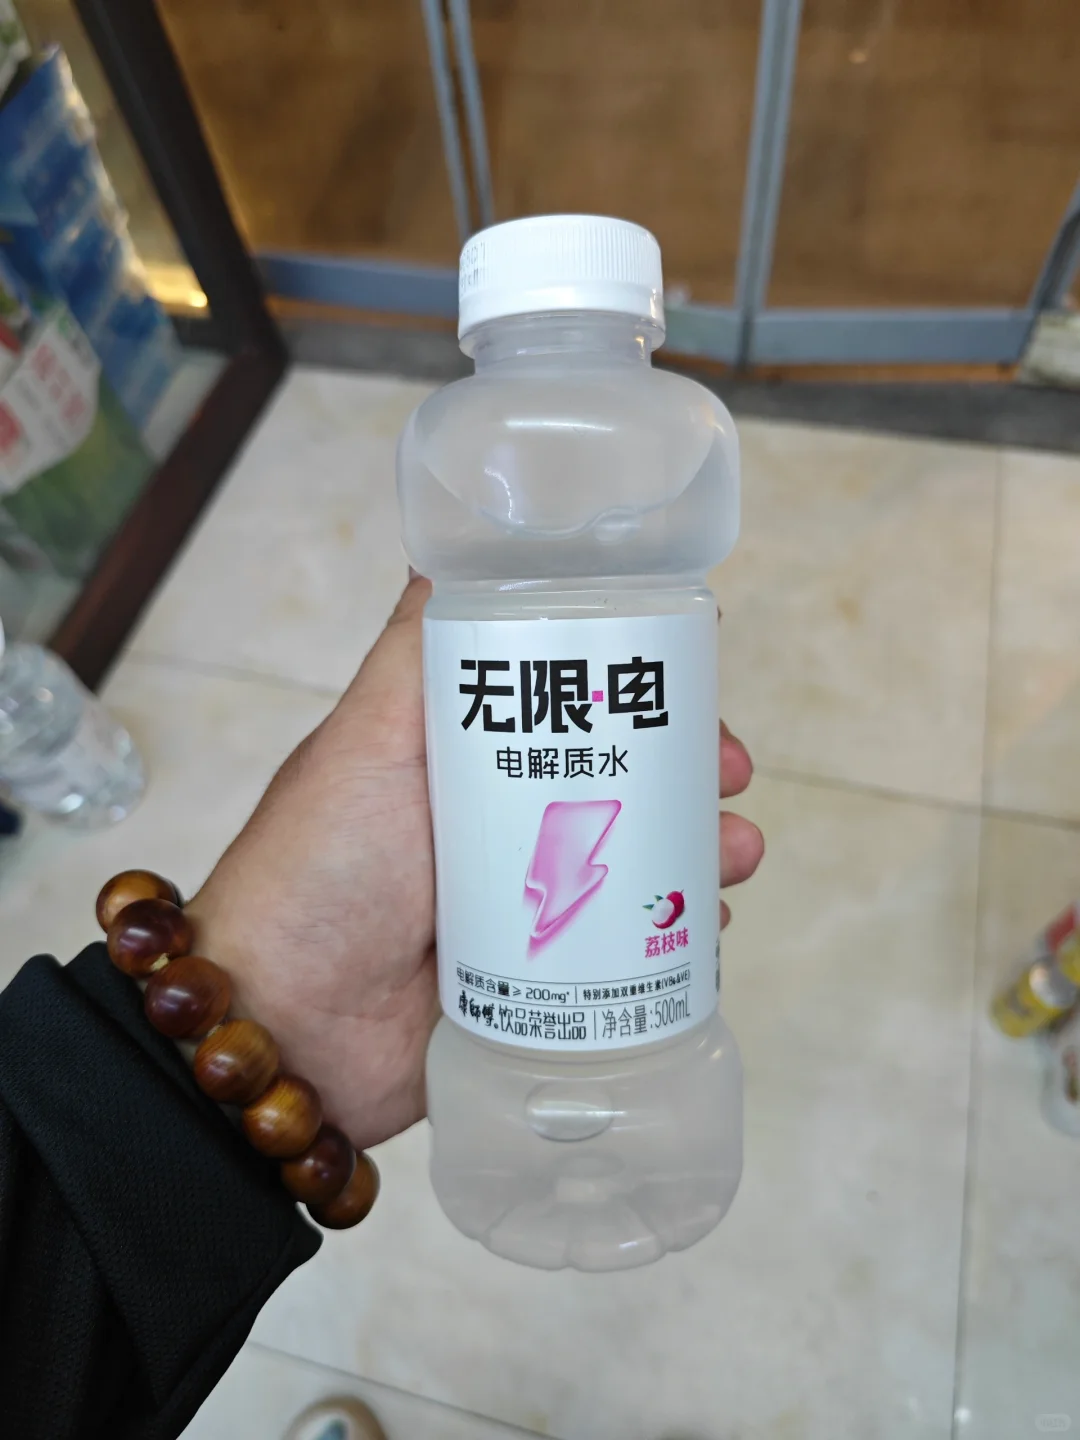 无限·电
电解质水
荔枝味
电解质含量≥200mg* | 特别添加双重维生素(VB₆&VE)
康师傅®饮品荣誉出品 | 净含量:500mL